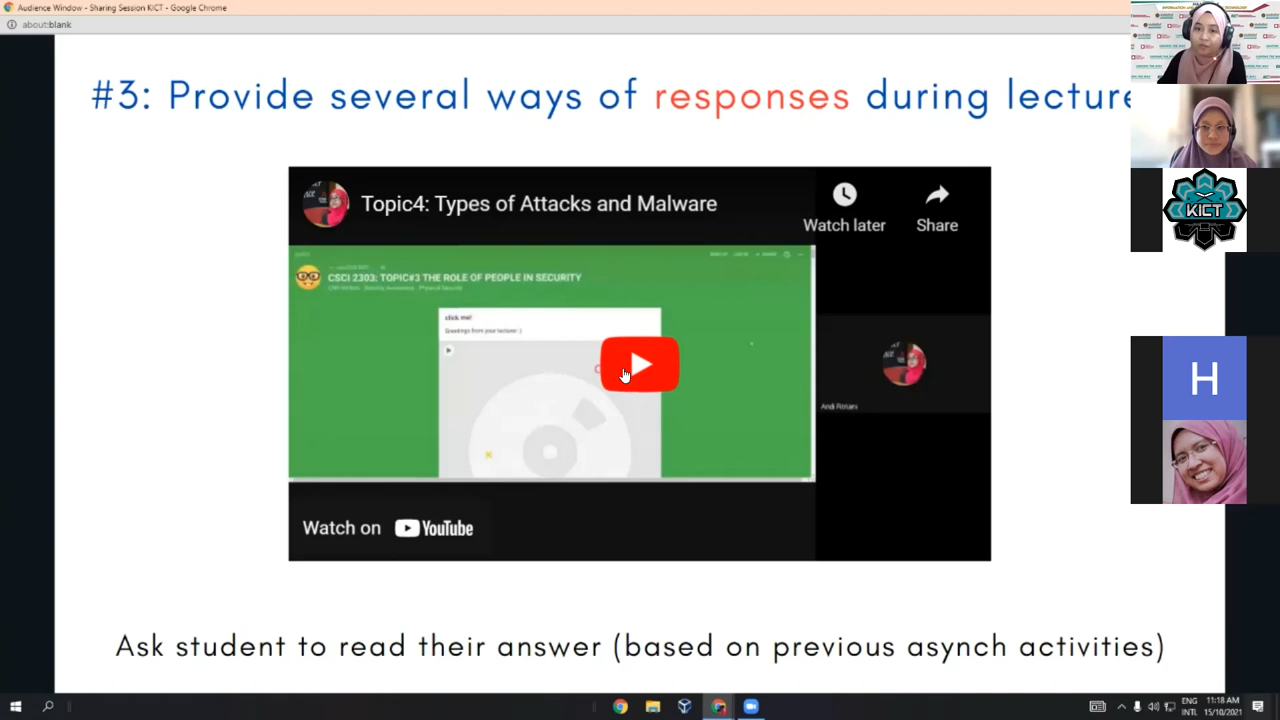 Audience Window - Sharing Session KICT - Google Chrome
about:blank
#3: Provide several ways of responses during lecture
Topic4: Types of Attacks and Malware
Watch later
Share
CSCI 2303: TOPIC#3 THE ROLE OF PEOPLE IN SECURITY
click me!
Greetings from your lecturer :)
Andi Fitriani
Watch on YouTube
Ask student to read their answer (based on previous asynch activities)
KICT
H
ENG
INTL
11:18 AM
15/10/2021